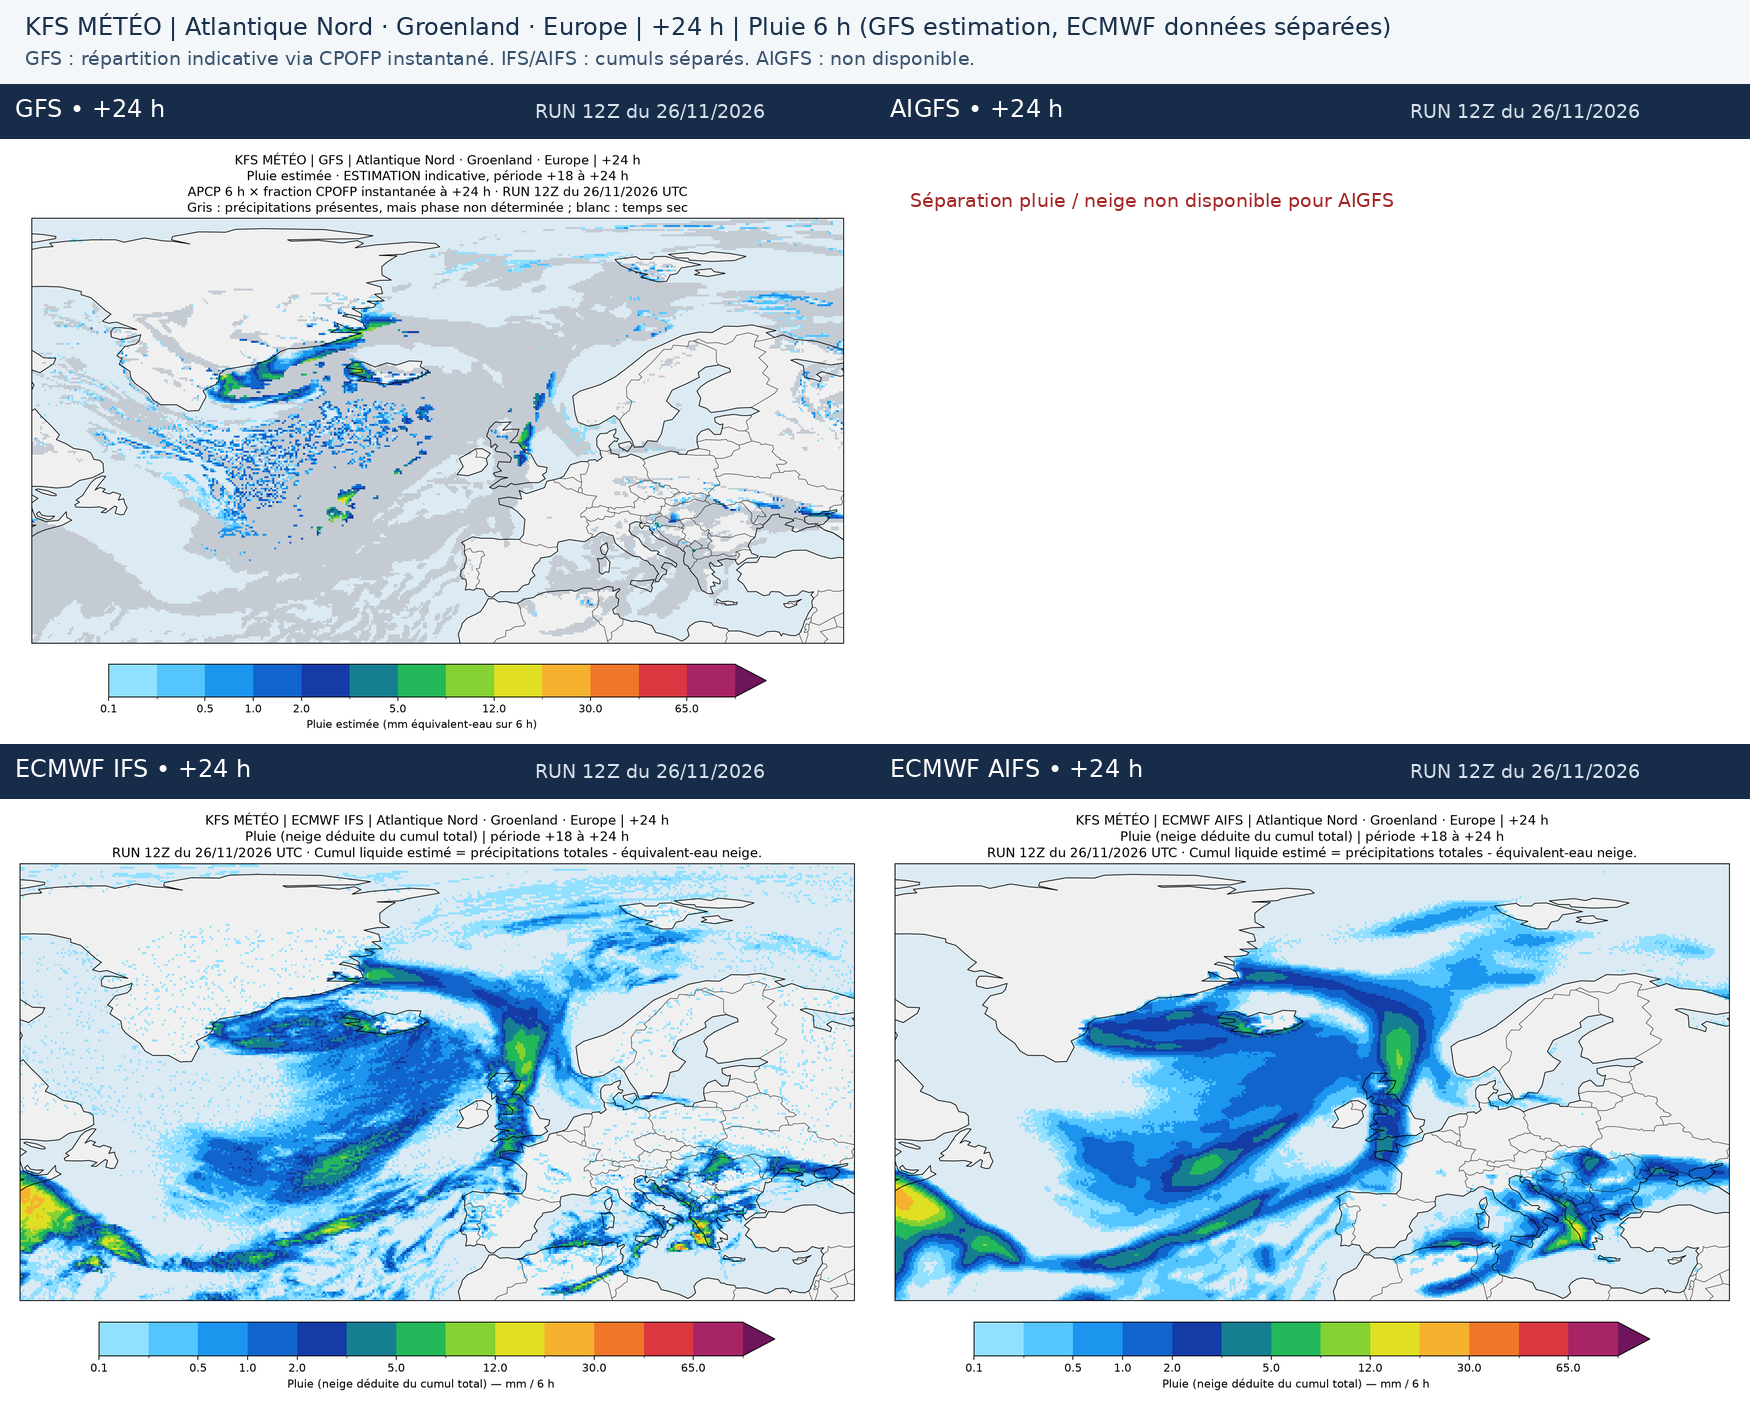 KFS MÉTÉO | Atlantique Nord · Groenland · Europe | +24 h | Pluie 6 h (GFS estimation, ECMWF données séparées)
GFS : répartition indicative via CPOFP instantané. IFS/AIFS : cumuls séparés. AIGFS : non disponible.
GFS • +24 h
RUN 12Z du 26/11/2026
AIGFS • +24 h
RUN 12Z du 26/11/2026
KFS MÉTÉO | GFS | Atlantique Nord · Groenland · Europe | +24 h
Pluie estimée · ESTIMATION indicative, période +18 à +24 h
APCP 6 h × fraction CPOFP instantanée à +24 h · RUN 12Z du 26/11/2026 UTC
Gris : précipitations présentes, mais phase non déterminée ; blanc : temps sec
Séparation pluie / neige non disponible pour AIGFS
0.1 0.5 1.0 2.0 5.0 12.0 30.0 65.0
Pluie estimée (mm équivalent-eau sur 6 h)
ECMWF IFS • +24 h
RUN 12Z du 26/11/2026
ECMWF AIFS • +24 h
RUN 12Z du 26/11/2026
KFS MÉTÉO | ECMWF IFS | Atlantique Nord · Groenland · Europe | +24 h
Pluie (neige déduite du cumul total) | période +18 à +24 h
RUN 12Z du 26/11/2026 UTC · Cumul liquide estimé = précipitations totales - équivalent-eau neige.
KFS MÉTÉO | ECMWF AIFS | Atlantique Nord · Groenland · Europe | +24 h
Pluie (neige déduite du cumul total) | période +18 à +24 h
RUN 12Z du 26/11/2026 UTC · Cumul liquide estimé = précipitations totales - équivalent-eau neige.
0.1 0.5 1.0 2.0 5.0 12.0 30.0 65.0
Pluie (neige déduite du cumul total) — mm / 6 h
0.1 0.5 1.0 2.0 5.0 12.0 30.0 65.0
Pluie (neige déduite du cumul total) — mm / 6 h